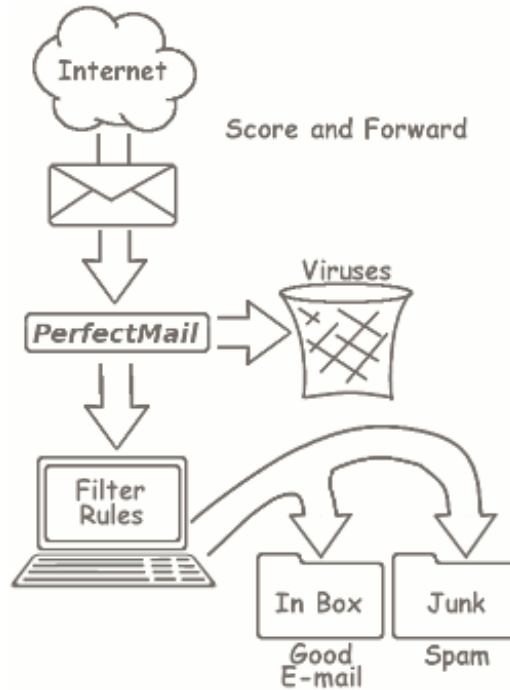 Internet
Score and Forward
Viruses
PerfectMail
Filter
Rules
In Box
Junk
Good
E-mail
Spam